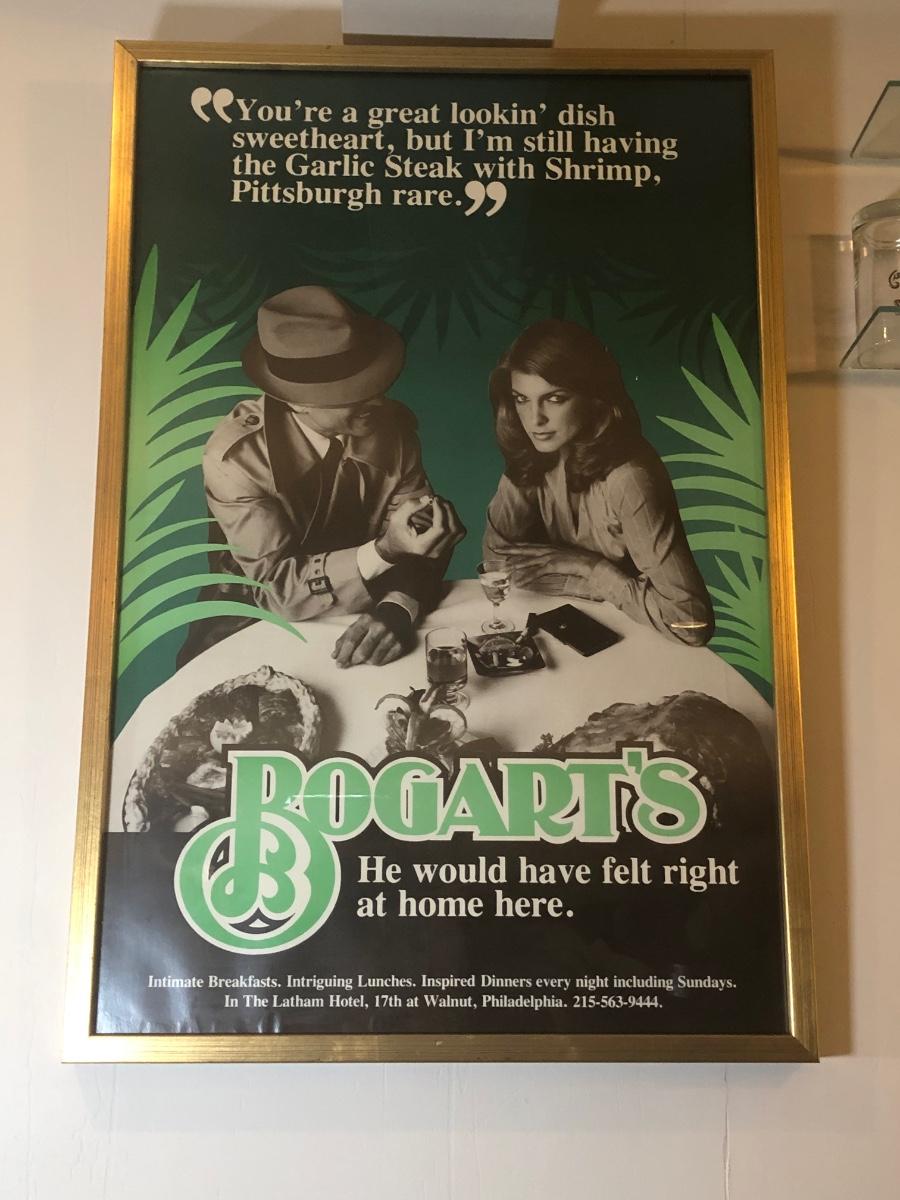 “You’re a great lookin’ dish
sweetheart, but I’m still having
the Garlic Steak with Shrimp,
Pittsburgh rare.”
BOGART’S
B
He would have felt right
at home here.
Intimate Breakfasts. Intriguing Lunches. Inspired Dinners every night including Sundays.
In The Latham Hotel, 17th at Walnut, Philadelphia. 215-563-9444.